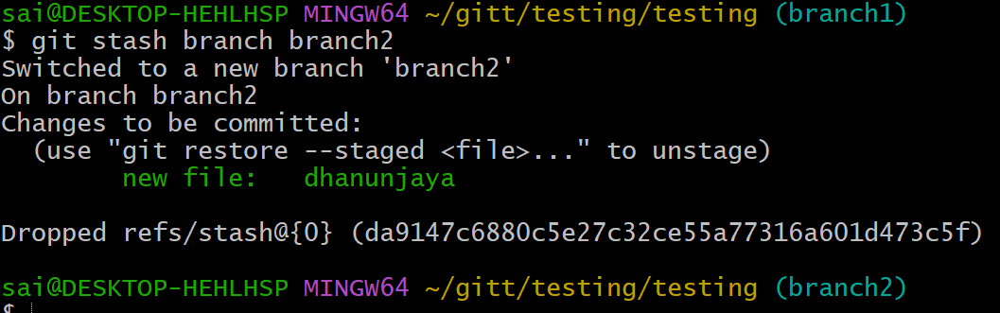 sai@DESKTOP-HEHLHSP MINGW64 ~/gitt/testing/testing (branch1)
$ git stash branch branch2
Switched to a new branch 'branch2'
On branch branch2
Changes to be committed:
  (use "git restore --staged <file>..." to unstage)
        new file:   dhanunjaya

Dropped refs/stash@{0} (da9147c6880c5e27c32ce55a77316a601d473c5f)

sai@DESKTOP-HEHLHSP MINGW64 ~/gitt/testing/testing (branch2)
$